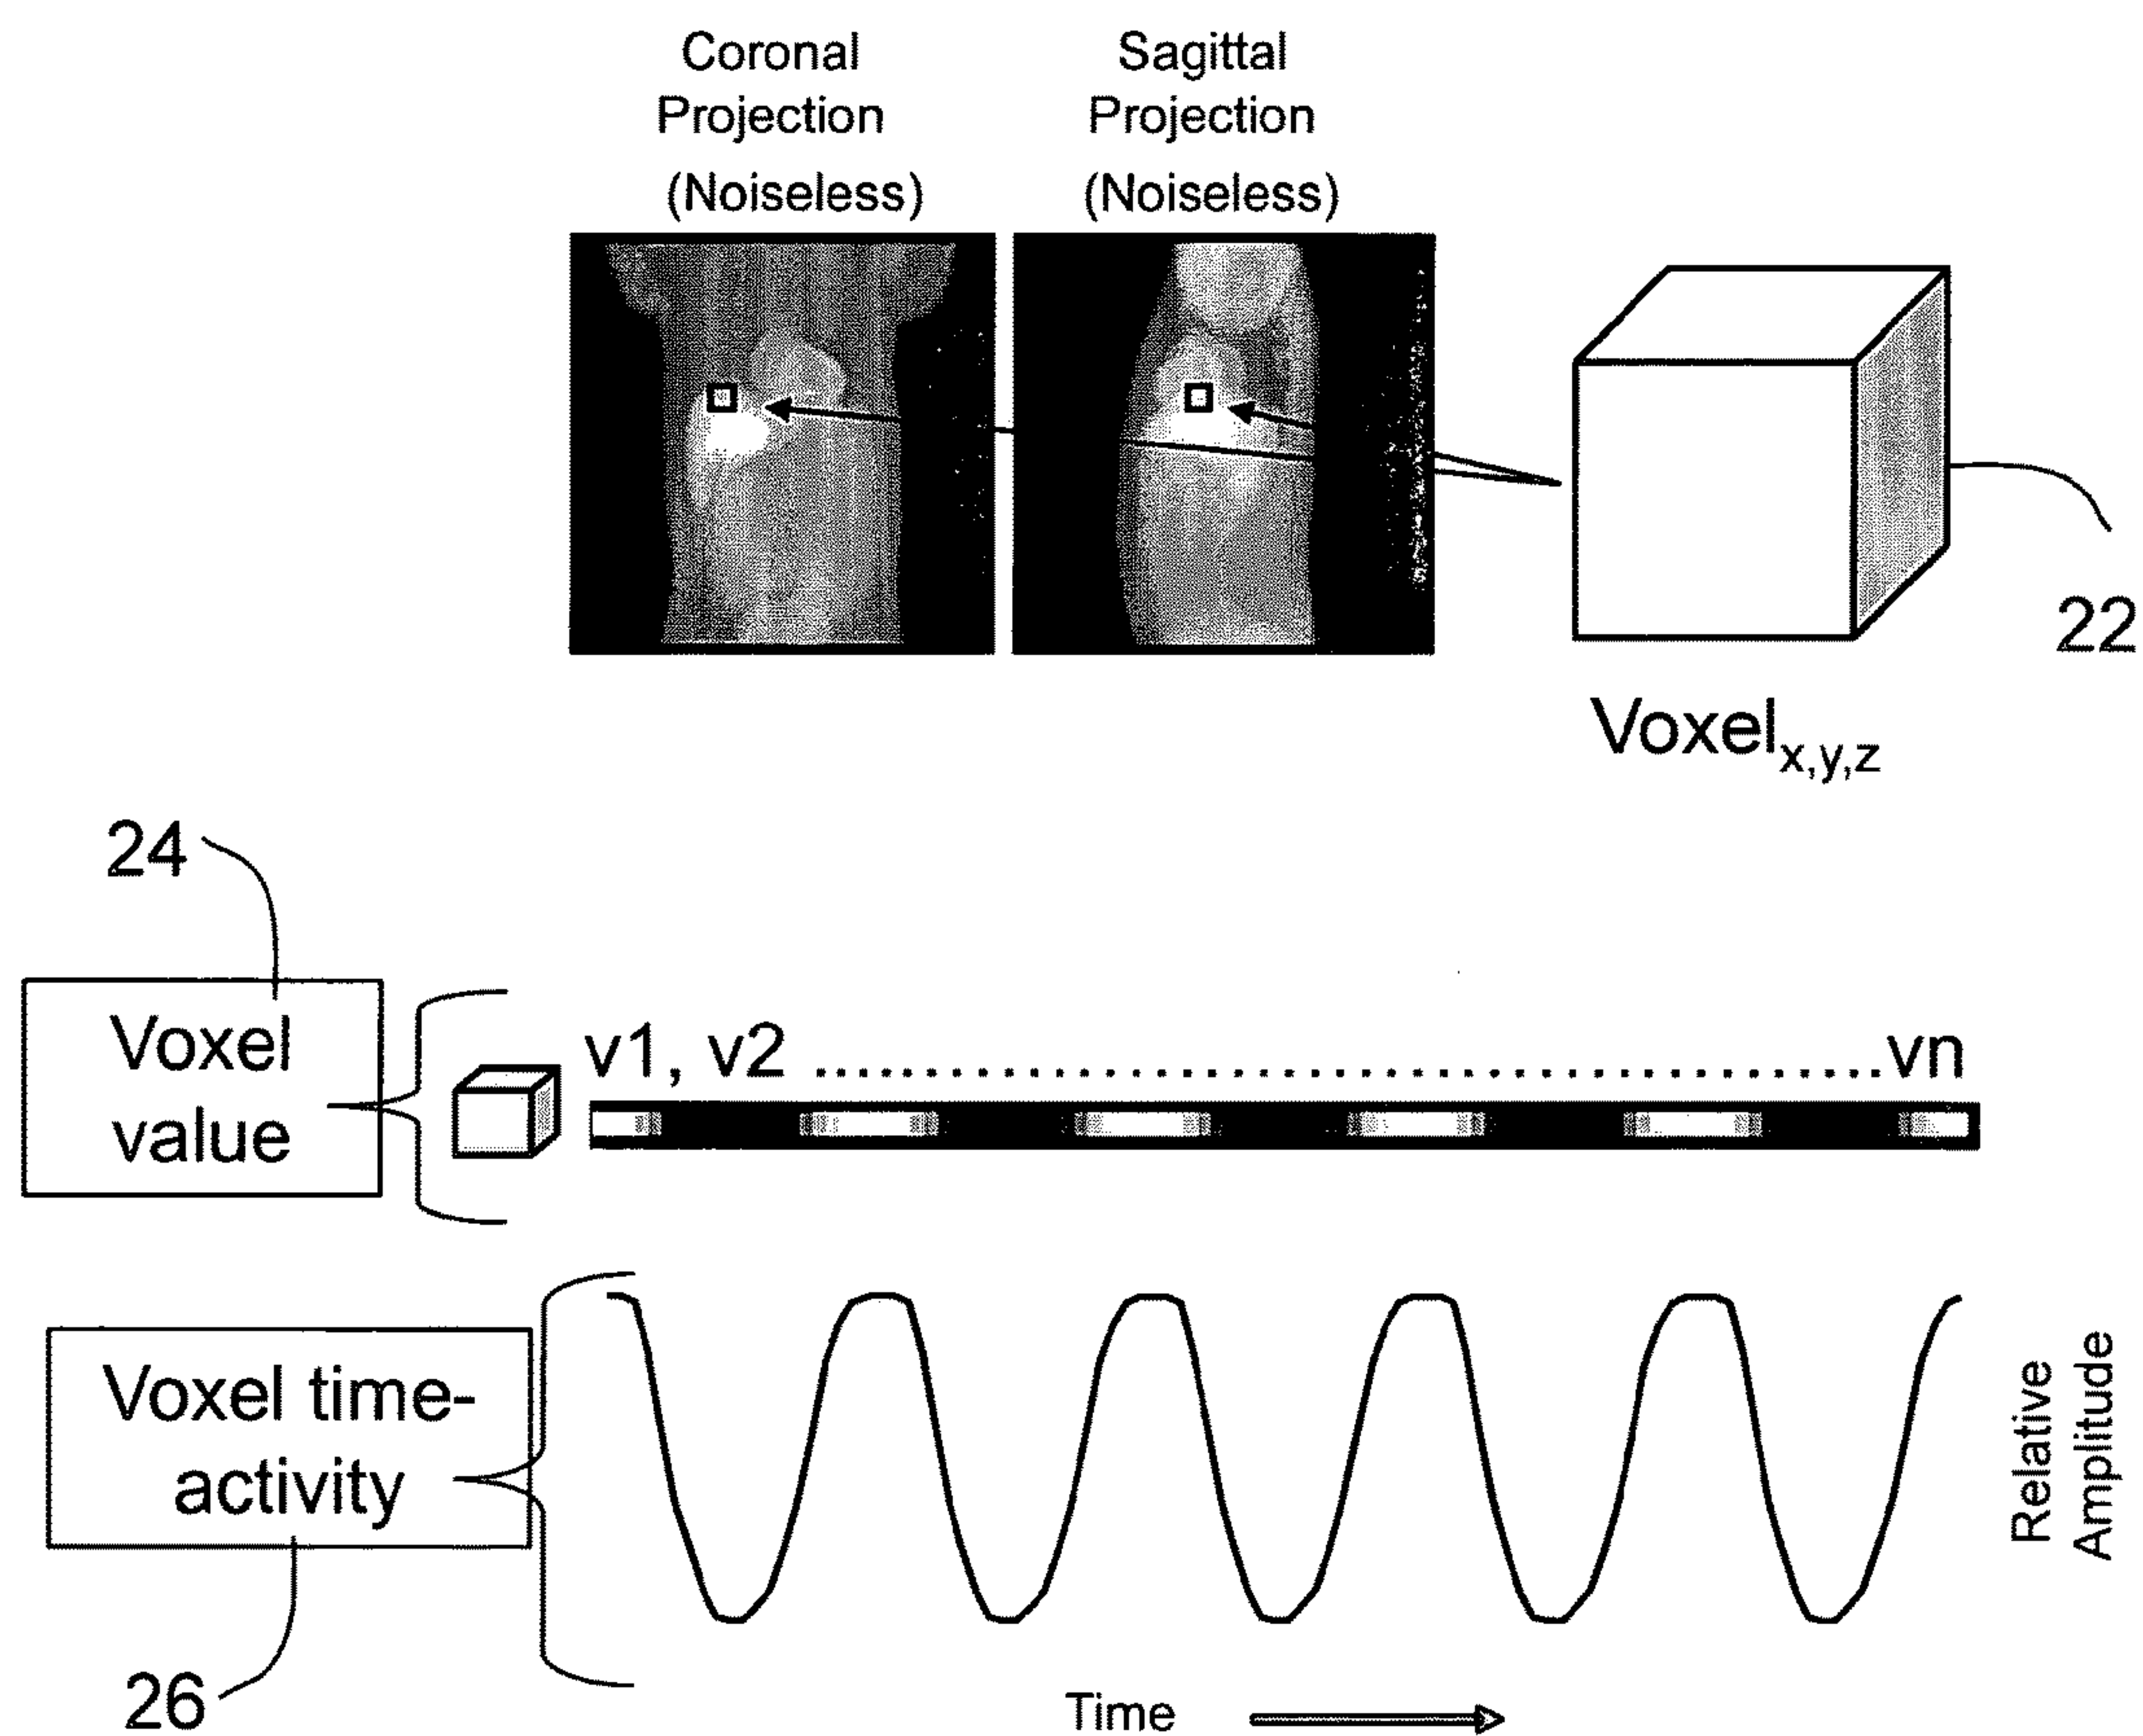 Coronal
Projection
(Noiseless)
Sagittal
Projection
(Noiseless)
22
Voxelx,y,z
24
Voxel
value
v1, v2 ........................................vn
Voxel time-
activity
26
Relative
Amplitude
Time